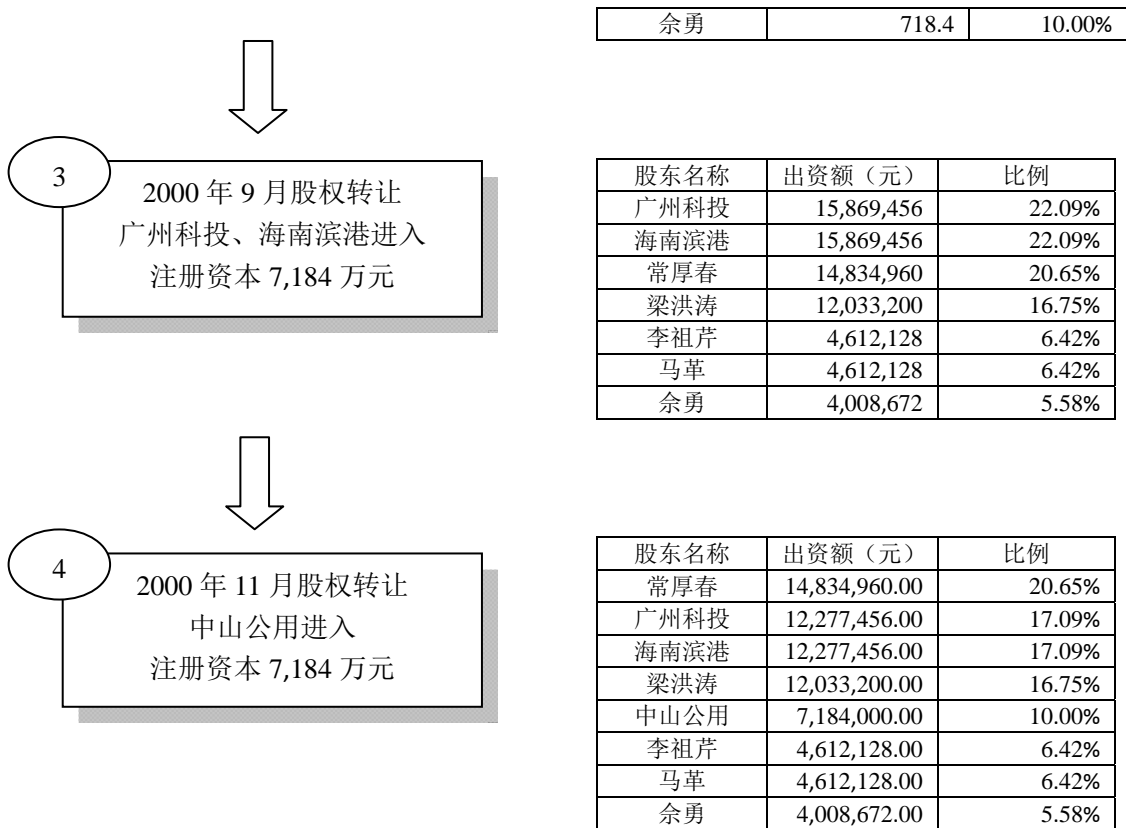 佘勇 718.4 10.00%
3
2000 年 9 月股权转让
广州科投、海南滨港进入
注册资本 7,184 万元
股东名称 出资额（元） 比例
广州科投 15,869,456 22.09%
海南滨港 15,869,456 22.09%
常厚春 14,834,960 20.65%
梁洪涛 12,033,200 16.75%
李祖芹 4,612,128 6.42%
马革 4,612,128 6.42%
佘勇 4,008,672 5.58%
4
2000 年 11 月股权转让
中山公用进入
注册资本 7,184 万元
股东名称 出资额（元） 比例
常厚春 14,834,960.00 20.65%
广州科投 12,277,456.00 17.09%
海南滨港 12,277,456.00 17.09%
梁洪涛 12,033,200.00 16.75%
中山公用 7,184,000.00 10.00%
李祖芹 4,612,128.00 6.42%
马革 4,612,128.00 6.42%
佘勇 4,008,672.00 5.58%